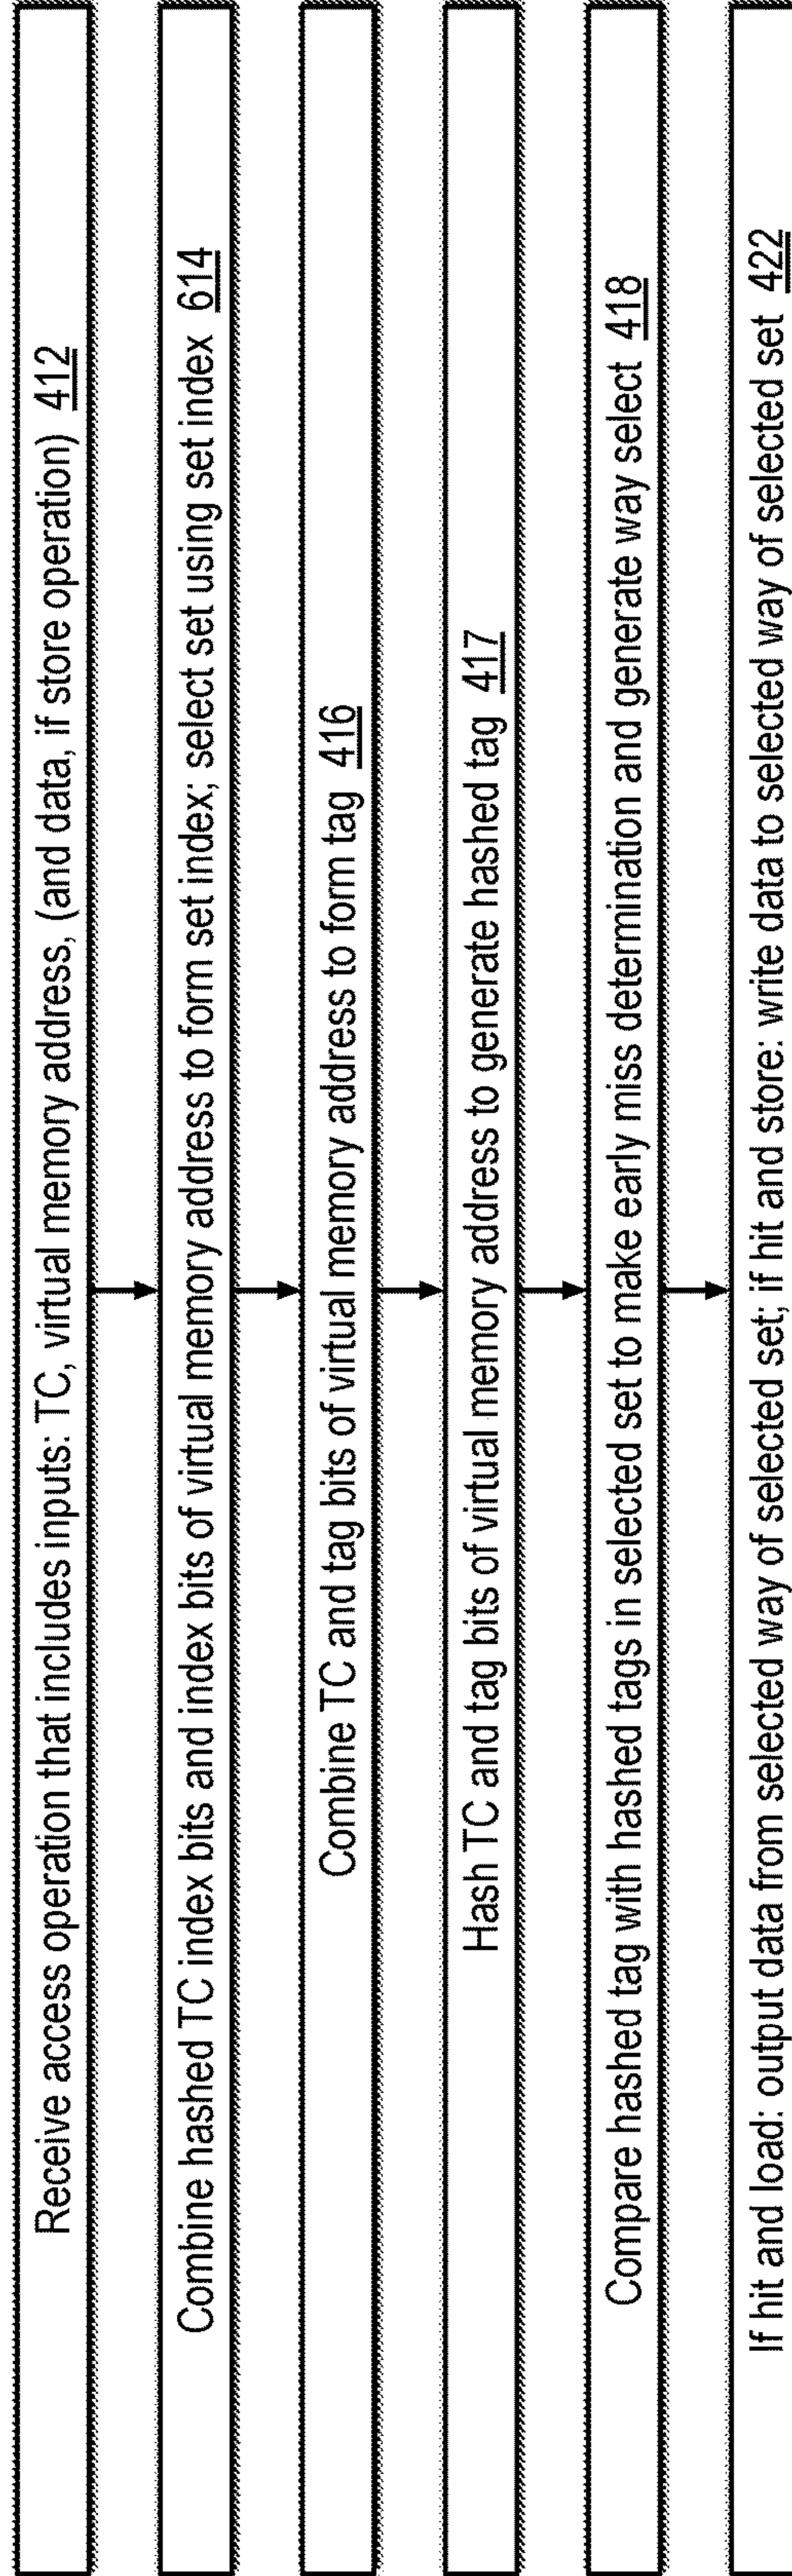 Receive access operation that includes inputs: TC, virtual memory address, (and data, if store operation) 412
Combine hashed TC index bits and index bits of virtual memory address to form set index; select set using set index 614
Combine TC and tag bits of virtual memory address to form tag 416
Hash TC and tag bits of virtual memory address to generate hashed tag 417
Compare hashed tag with hashed tags in selected set to make early miss determination and generate way select 418
If hit and load: output data from selected way of selected set; if hit and store: write data to selected way of selected set 422